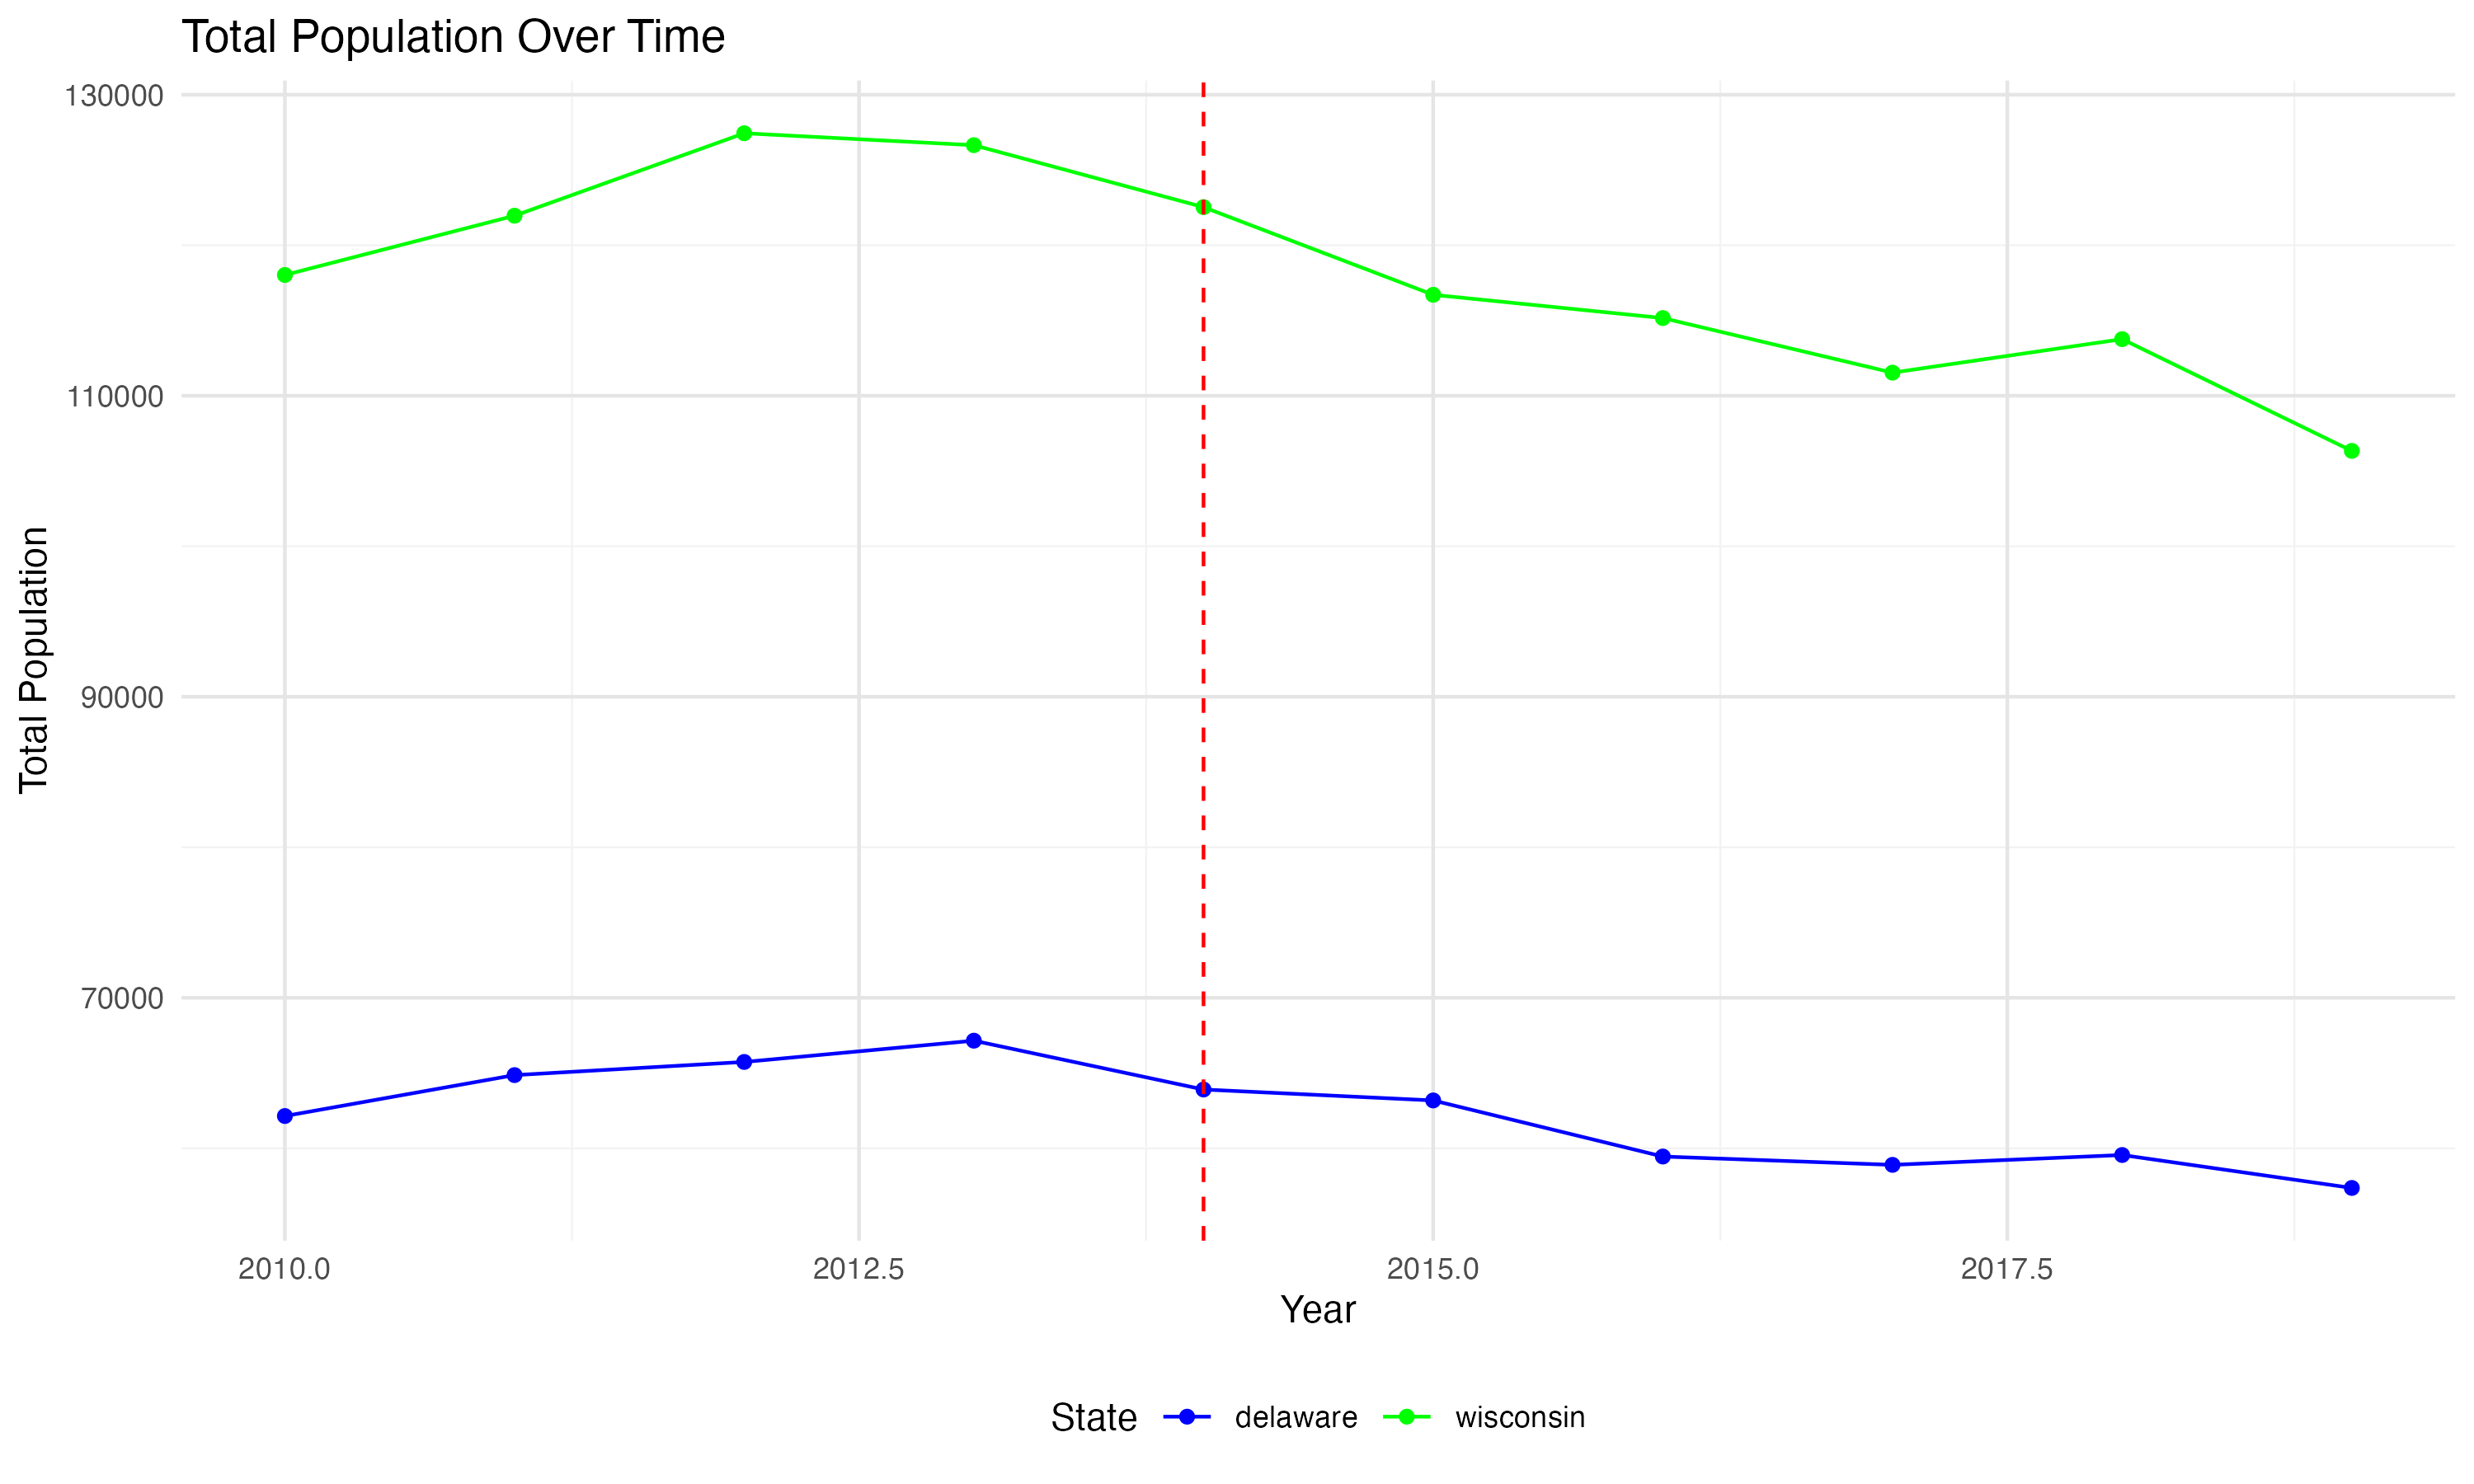 Total Population Over Time
Total Population
130000
110000
90000
70000
2010.0 2012.5 2015.0 2017.5
Year
State delaware wisconsin